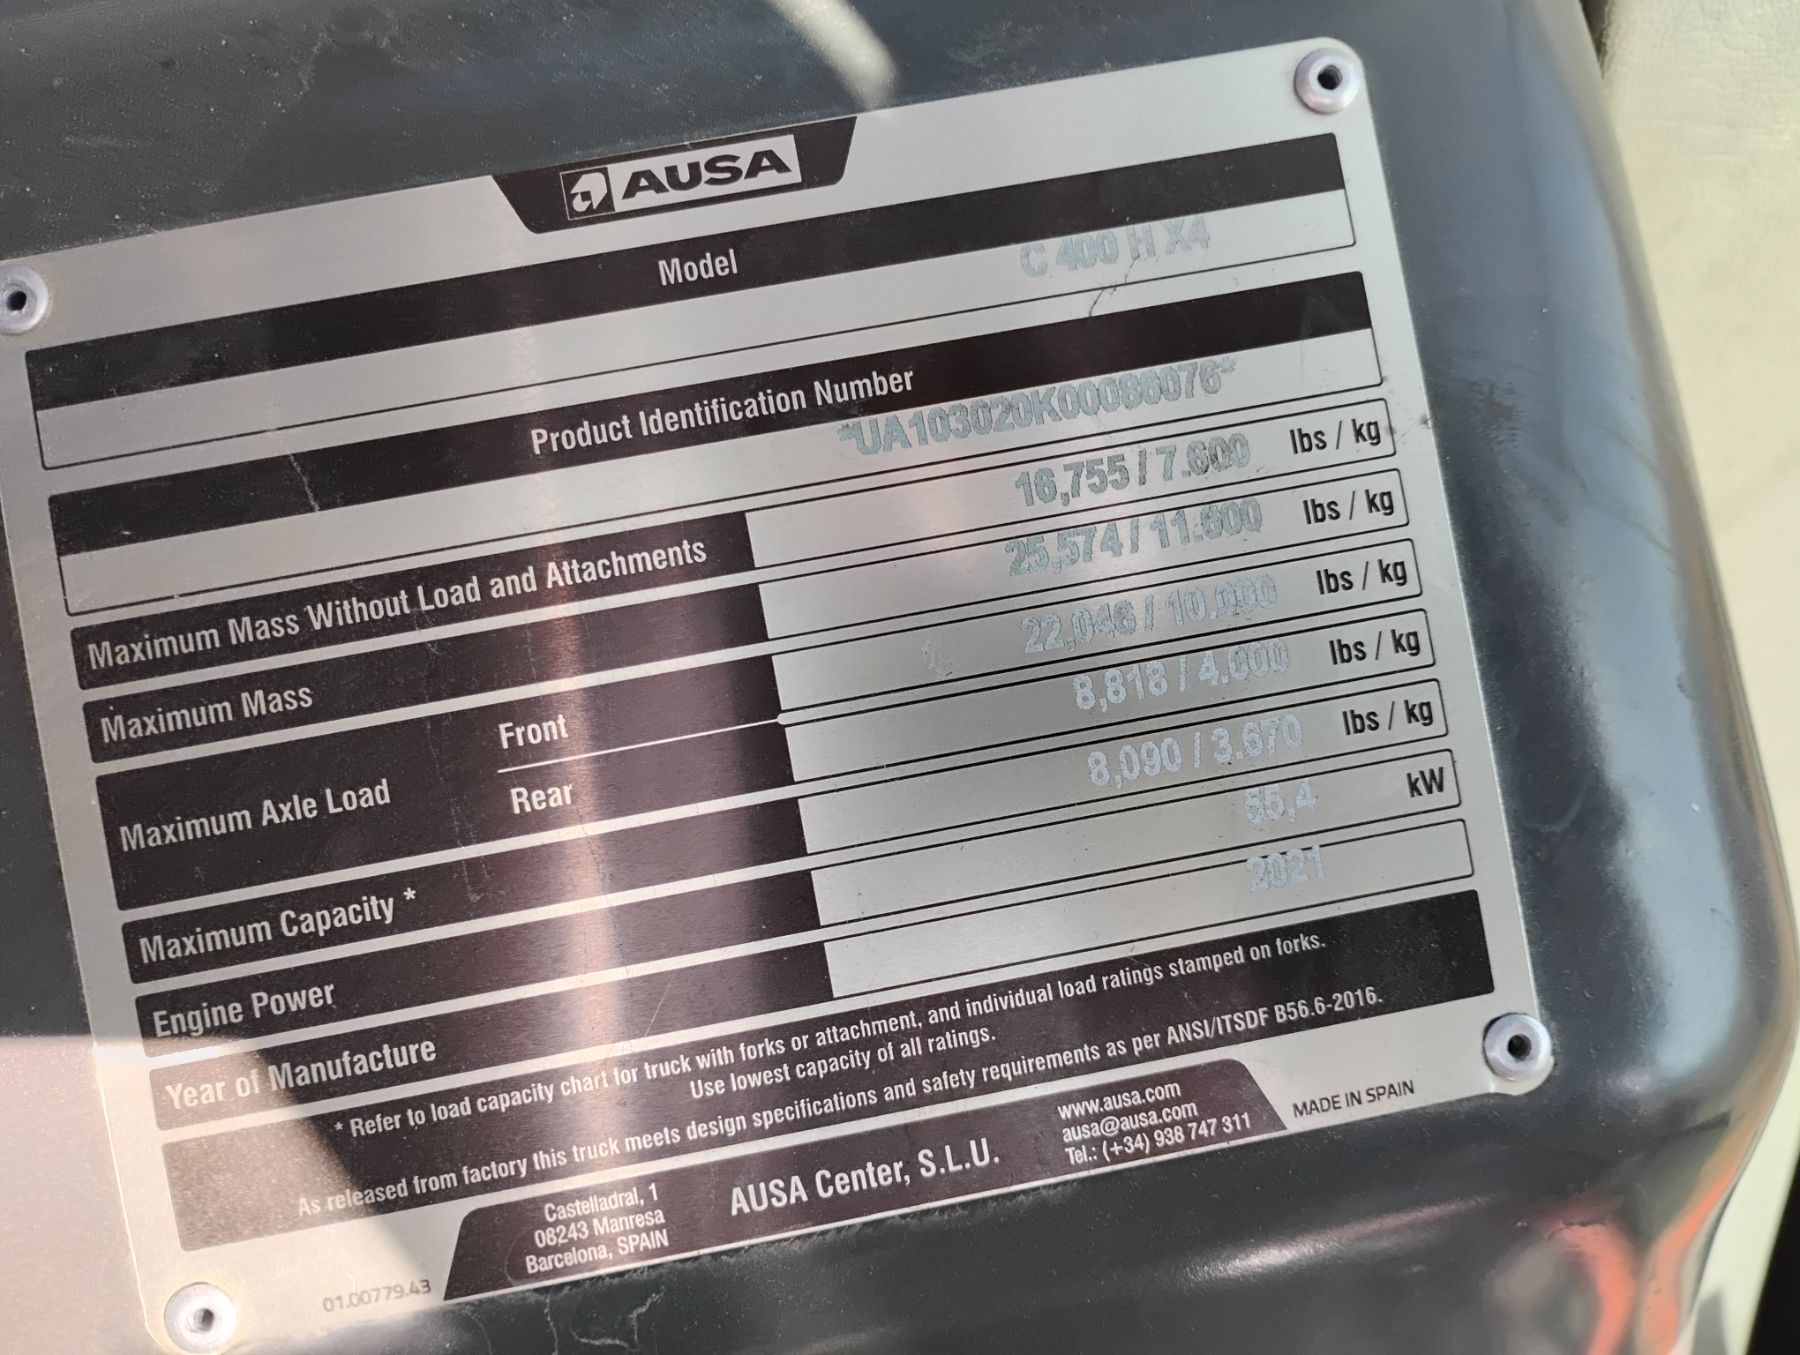 AUSA
Model
C 400 H X4
Product Identification Number
*UA103020K00086076*
Maximum Mass Without Load and Attachments 16,755 / 7.600 lbs / kg
Maximum Mass 25,574 / 11.600 lbs / kg
Maximum Axle Load
Front 22,046 / 10.000 lbs / kg
Rear 8,818 / 4.000 lbs / kg
Maximum Capacity * 8,090 / 3.670 lbs / kg
Engine Power 55,4 kW
Year of Manufacture 2021
* Refer to load capacity chart for truck with forks or attachment, and individual load ratings stamped on forks.
Use lowest capacity of all ratings.
As released from factory this truck meets design specifications and safety requirements as per ANSI/ITSDF B56.6-2016.
Castelladral, 1
08243 Manresa
Barcelona, SPAIN
AUSA Center, S.L.U.
www.ausa.com
ausa@ausa.com
Tel.: (+34) 938 747 311
MADE IN SPAIN
01.00779.43